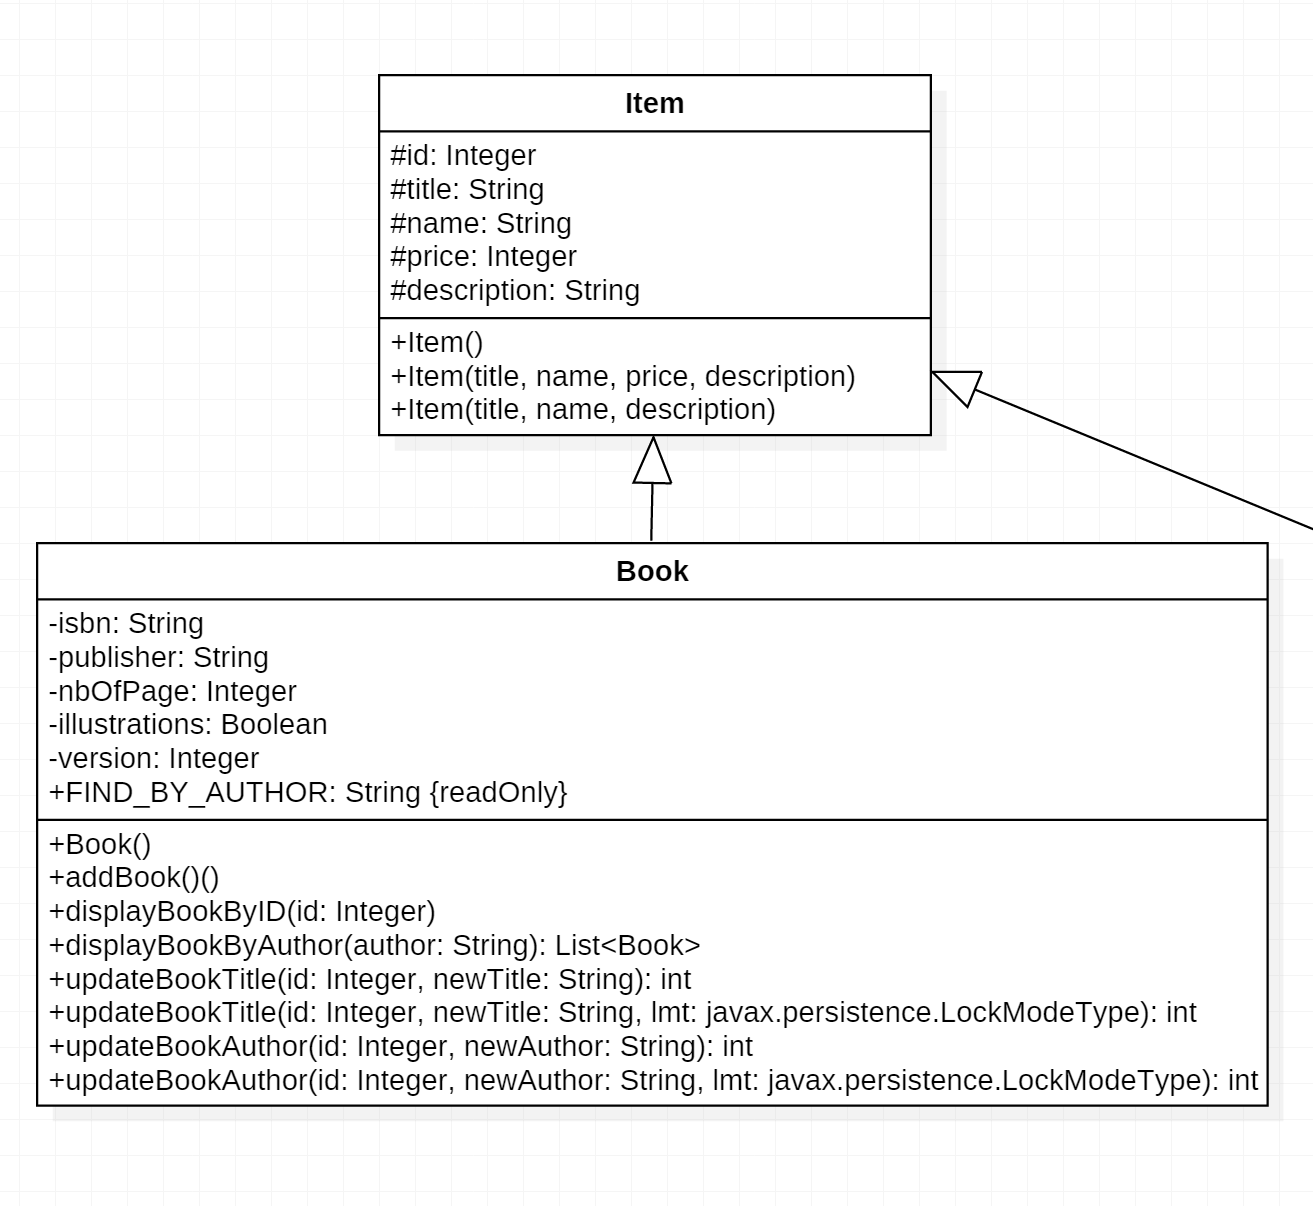 Item
#id: Integer
#title: String
#name: String
#price: Integer
#description: String
+Item()
+Item(title, name, price, description)
+Item(title, name, description)
Book
-isbn: String
-publisher: String
-nbOfPage: Integer
-illustrations: Boolean
-version: Integer
+FIND_BY_AUTHOR: String {readOnly}
+Book()
+addBook()()
+displayBookByID(id: Integer)
+displayBookByAuthor(author: String): List<Book>
+updateBookTitle(id: Integer, newTitle: String): int
+updateBookTitle(id: Integer, newTitle: String, lmt: javax.persistence.LockModeType): int
+updateBookAuthor(id: Integer, newAuthor: String): int
+updateBookAuthor(id: Integer, newAuthor: String, lmt: javax.persistence.LockModeType): int